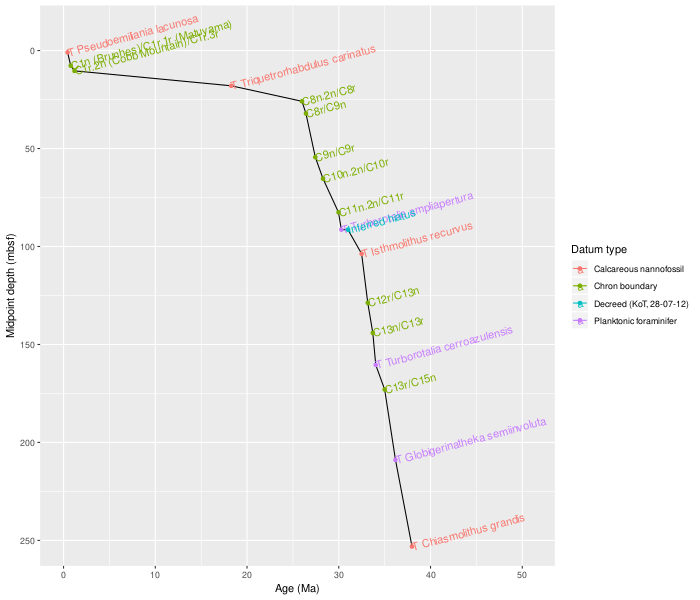 T Pseudoemiliania lacunosa
C1n (Bruhes)/C1r.1r (Matuyama)
C1r.2n (Cobb Mountain)/C1r.3r
T Triquetrorhabdulus carinatus
C8n.2n/C8r
C8r/C9n
C9n/C9r
C10n.2n/C10r
C11n.2n/C11r
T Turborotalia ampliapertura
Inferred hiatus
T Isthmolithus recurvus
C12r/C13n
C13n/C13r
T Turborotalia cerroazulensis
C13r/C15n
T Globigerinatheka semiinvoluta
T Chiasmolithus grandis
0
50
100
150
200
250
Midpoint depth (mbsf)
0 10 20 30 40 50
Age (Ma)
Datum type
Calcareous nannofossil
Chron boundary
Decreed (KoT, 28-07-12)
Planktonic foraminifer